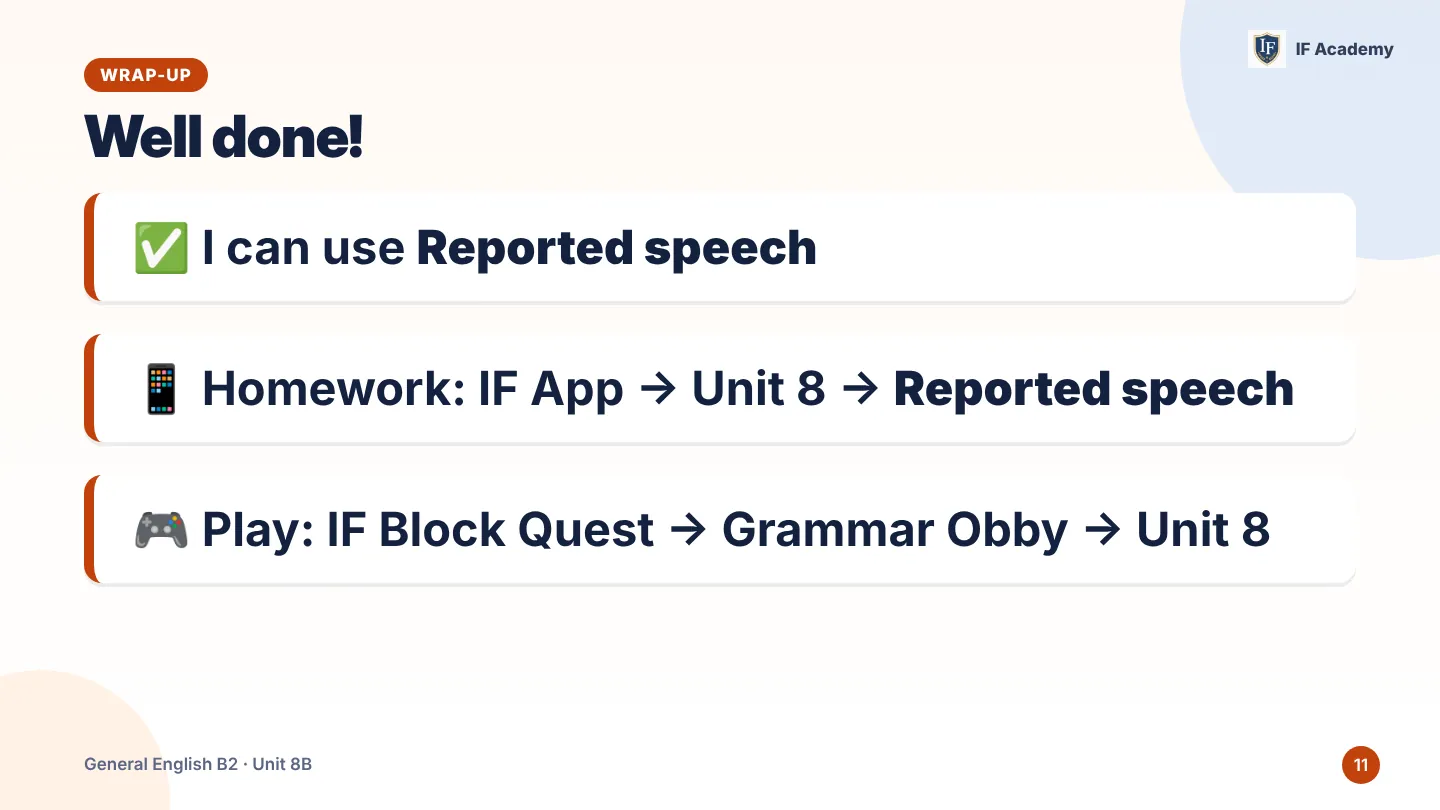 IF
IF Academy
WRAP-UP
Well done!
✅ I can use Reported speech
📱 Homework: IF App → Unit 8 → Reported speech
🎮 Play: IF Block Quest → Grammar Obby → Unit 8
General English B2 · Unit 8B
11